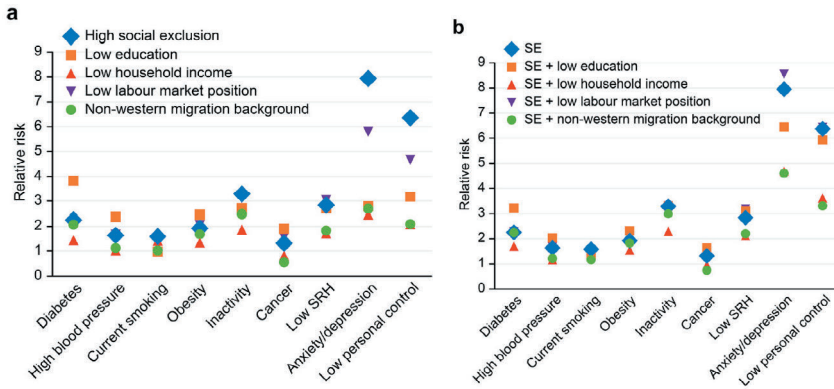 a
High social exclusion
Low education
Low household income
Low labour market position
Non-western migration background
Relative risk
9
8
7
6
5
4
3
2
1
0
Diabetes
High blood pressure
Current smoking
Obesity
Inactivity
Cancer
Low SRH
Anxiety/depression
Low personal control
b
SE
SE + low education
SE + low household income
SE + low labour market position
SE + non-western migration background
Relative risk
9
8
7
6
5
4
3
2
1
0
Diabetes
High blood pressure
Current smoking
Obesity
Inactivity
Cancer
Low SRH
Anxiety/depression
Low personal control